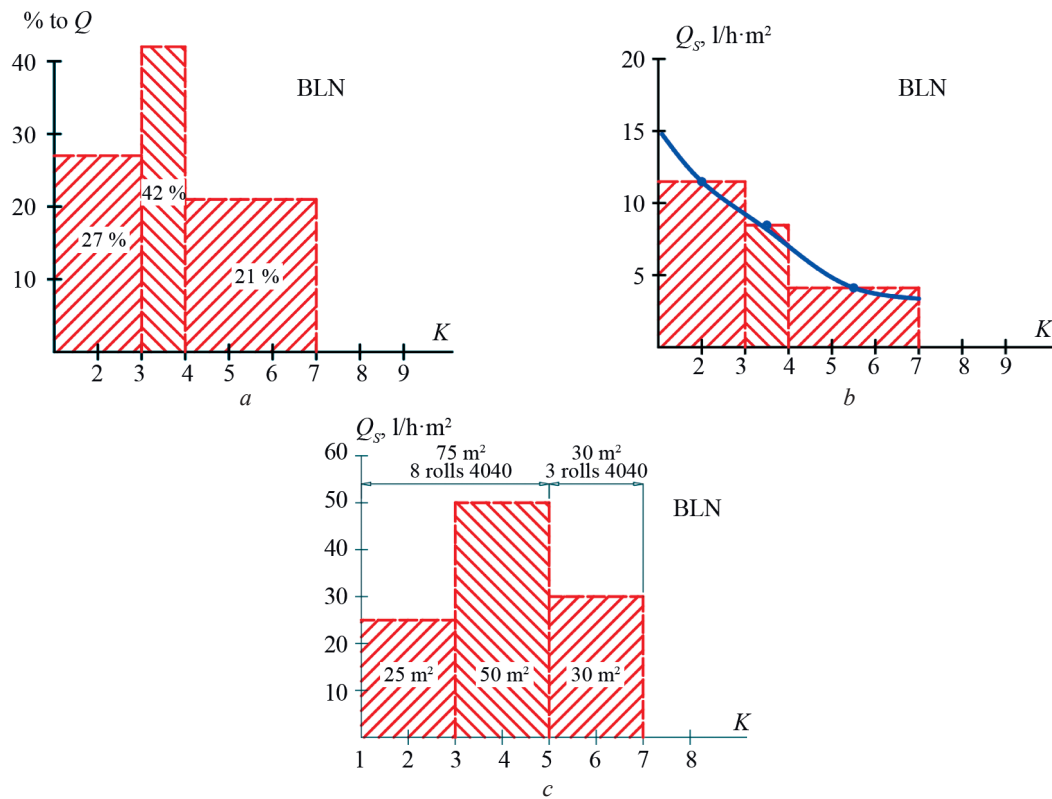 % to Q
40
30
20
10
BLN
27 %
42 %
21 %
K
2 3 4 5 6 7 8 9
a
Qs, l/h·m²
20
15
10
5
BLN
K
2 3 4 5 6 7 8 9
b
Qs, l/h·m²
60
50
40
30
20
10
75 m²
8 rolls 4040
30 m²
3 rolls 4040
BLN
25 m²
50 m²
30 m²
K
1 2 3 4 5 6 7 8
c